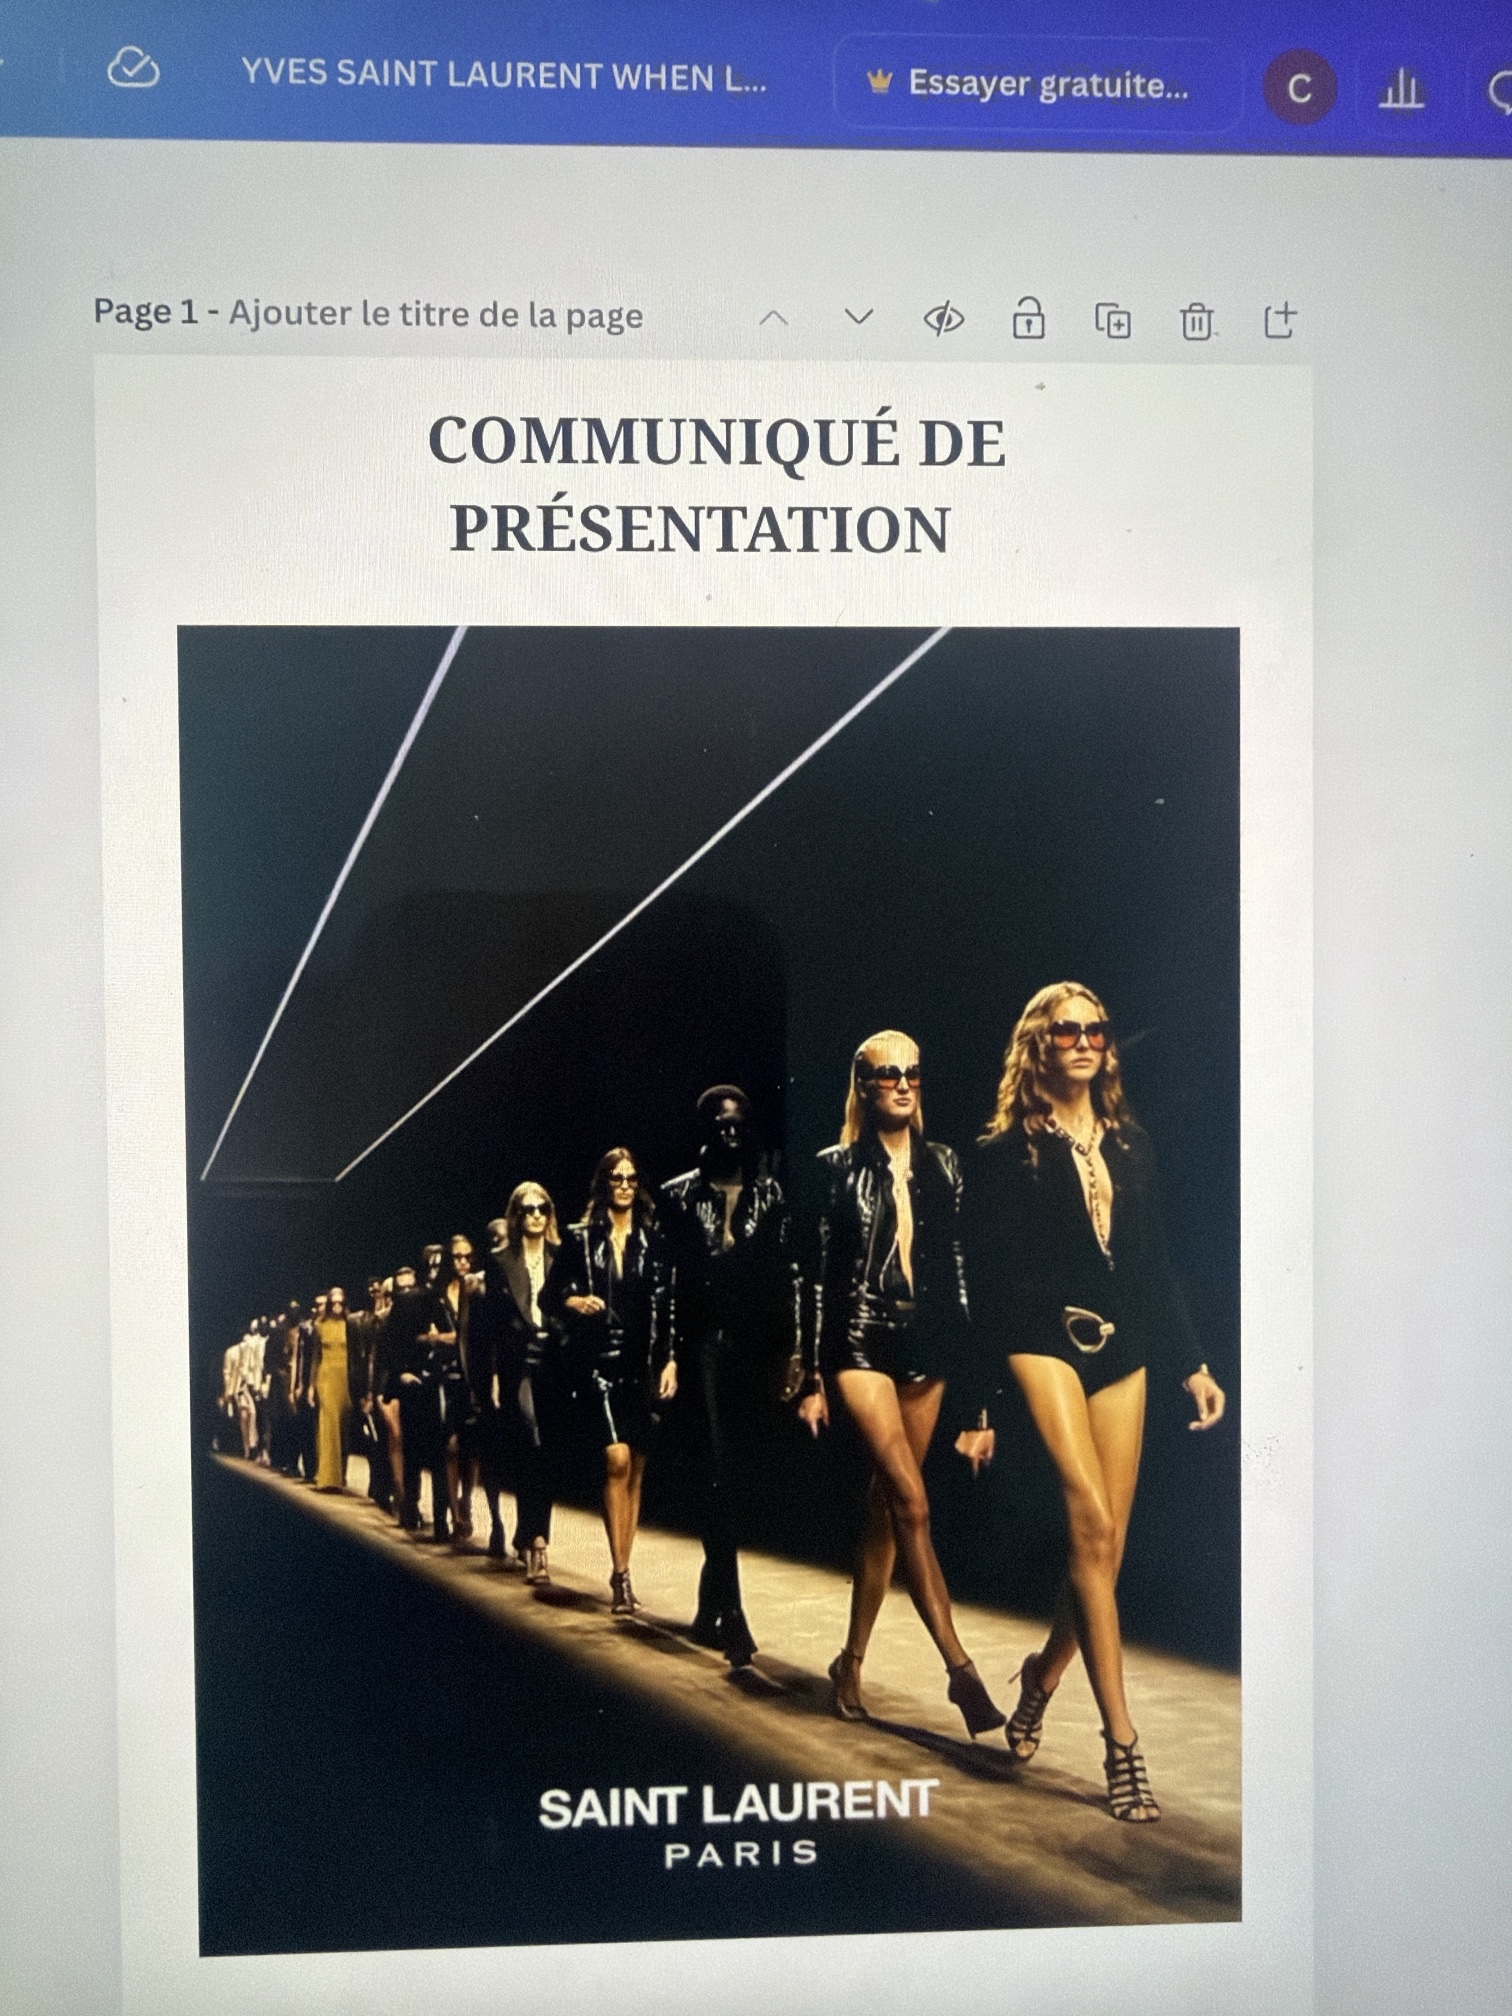 YVES SAINT LAURENT WHEN L...
Essayer gratuite...
C
Page 1 - Ajouter le titre de la page
COMMUNIQUÉ DE
PRÉSENTATION
SAINT LAURENT
PARIS